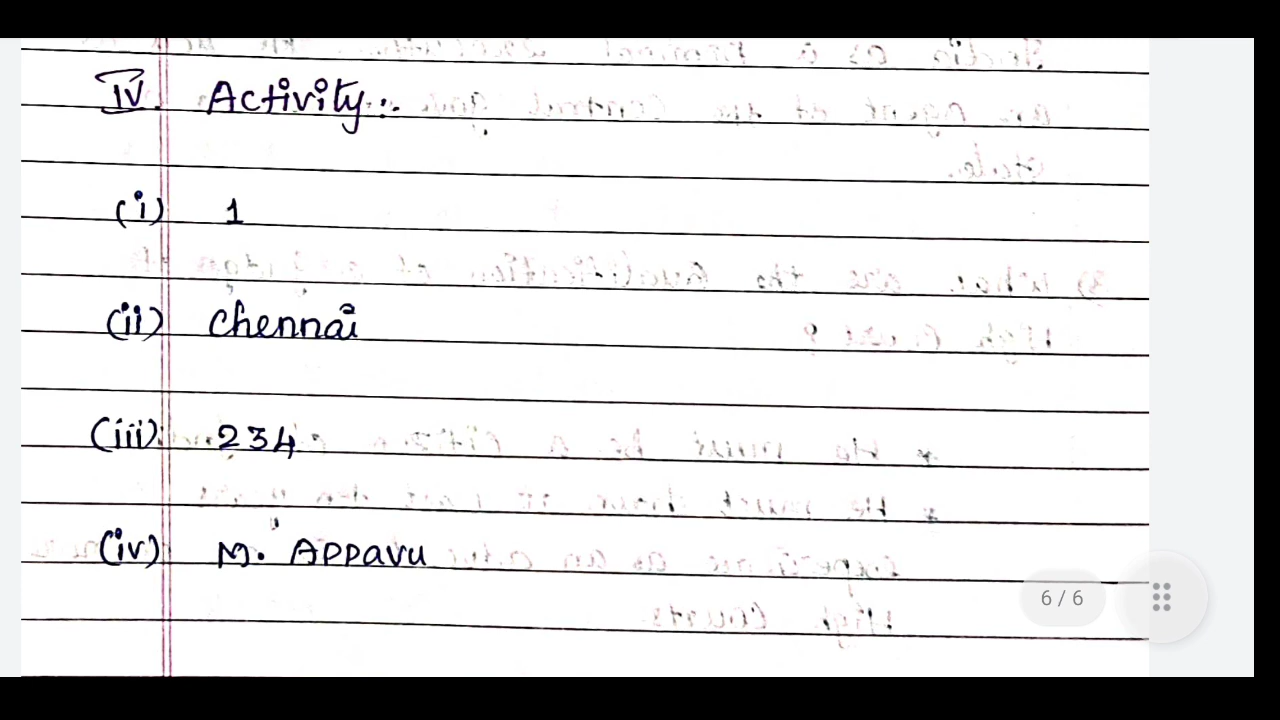 IV. Activity :-
(i) 1
(ii) Chennai
(iii) 234
(iv) M. Appavu
6 / 6